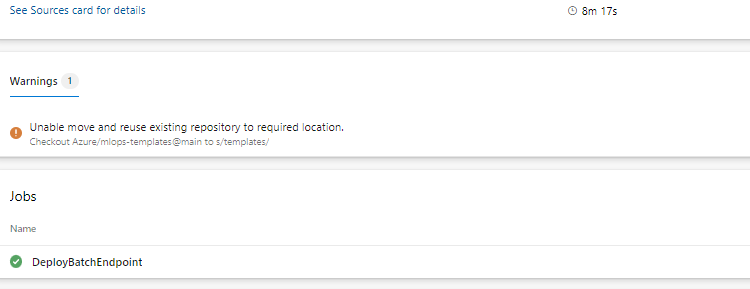 See Sources card for details
8m 17s
Warnings 1
Unable move and reuse existing repository to required location.
Checkout Azure/mlops-templates@main to s/templates/
Jobs
Name
DeployBatchEndpoint